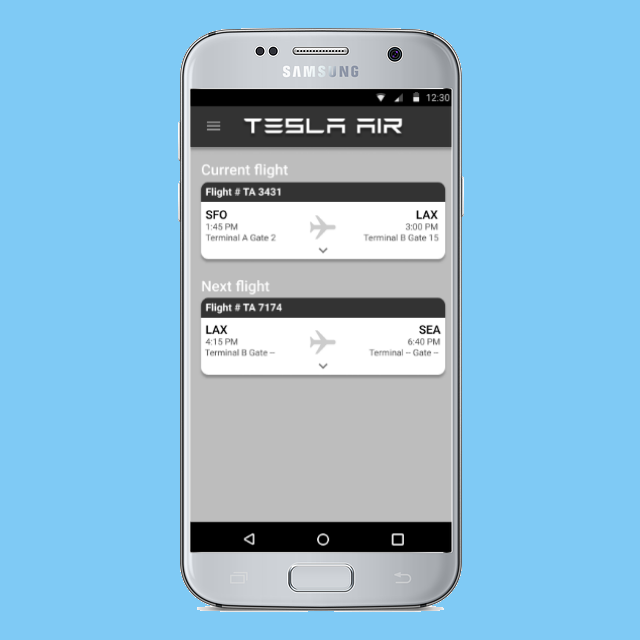 SAMSUNG
12:30
TESLA AIR
Current flight
Flight # TA 3431
SFO LAX
1:45 PM 3:00 PM
Terminal A Gate 2 Terminal B Gate 15
Next flight
Flight # TA 7174
LAX SEA
4:15 PM 6:40 PM
Terminal B Gate -- Terminal -- Gate --